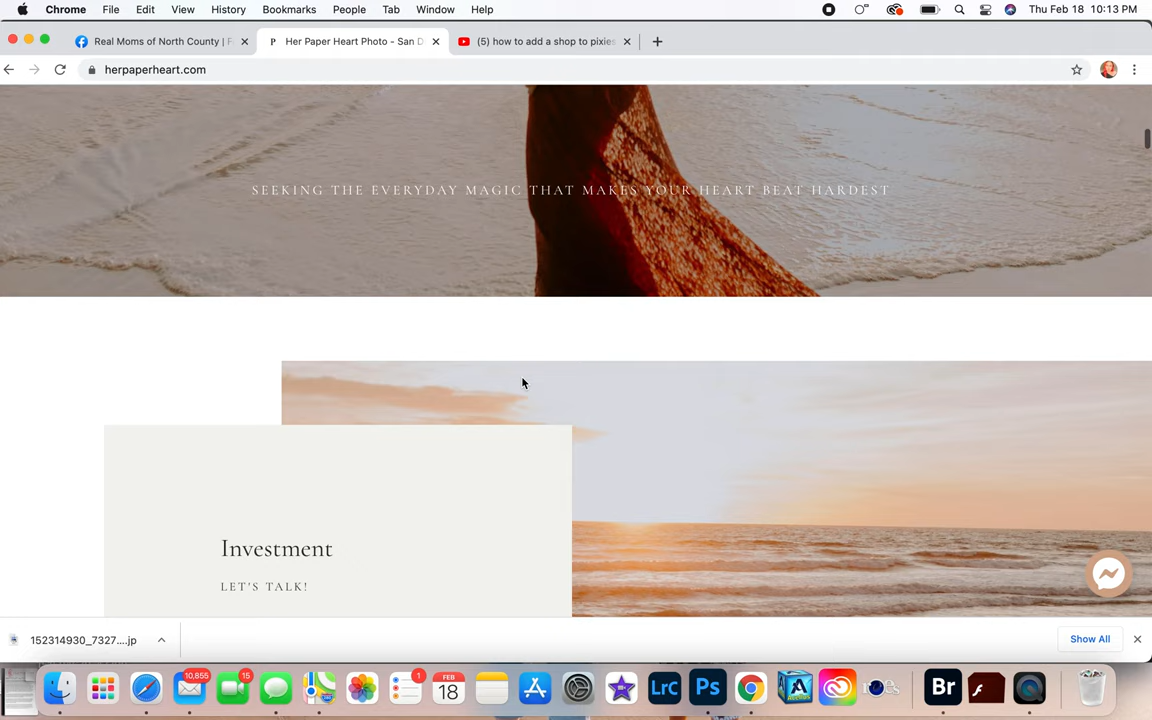 Chrome File Edit View History Bookmarks People Tab Window Help Thu Feb 18 10:13 PM
Real Moms of North County | F
Her Paper Heart Photo - San D
(5) how to add a shop to pixies
herpaperheart.com
SEEKING THE EVERYDAY MAGIC THAT MAKES YOUR HEART BEAT HARDEST
Investment
LET'S TALK!
152314930_7327....jp
Show All
10,855
15
FEB
18
1
LrC
Ps
Br